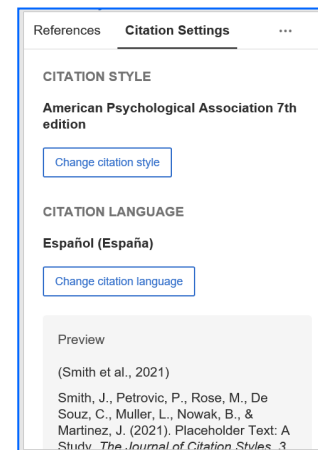 References Citation Settings ...
CITATION STYLE
American Psychological Association 7th
edition
Change citation style
CITATION LANGUAGE
Español (España)
Change citation language
Preview
(Smith et al., 2021)
Smith, J., Petrovic, P., Rose, M., De
Souz, C., Muller, L., Nowak, B., &
Martinez, J. (2021). Placeholder Text: A
Study. The Journal of Citation Styles, 3